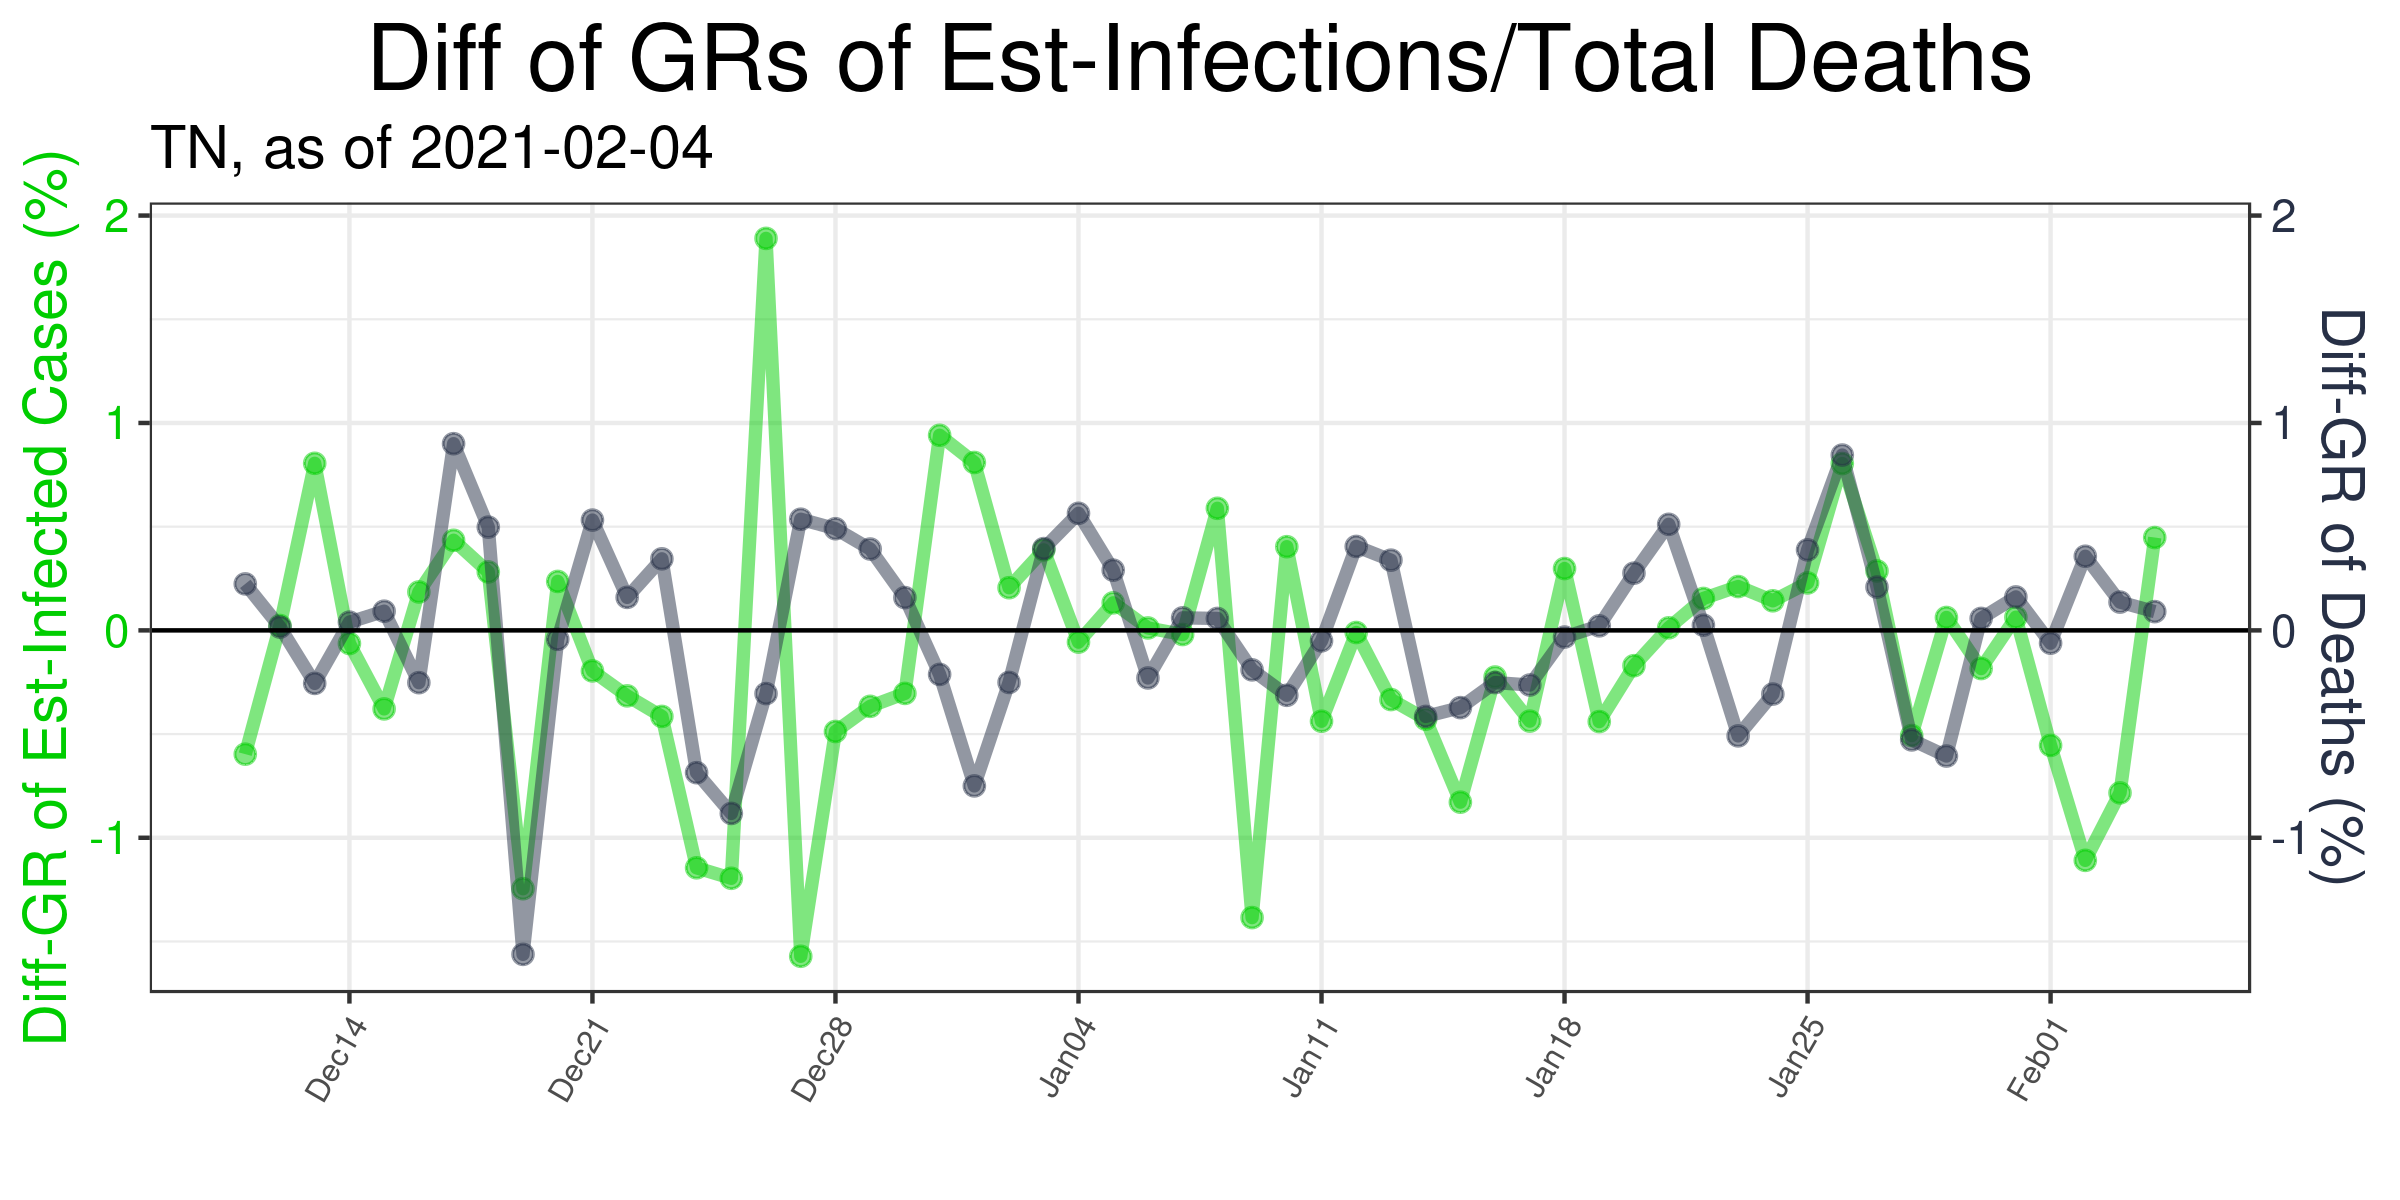 Diff of GRs of Est-Infections/Total Deaths
TN, as of 2021-02-04
Diff-GR of Est-Infected Cases (%)
2
1
0
-1
2
1
0
-1
Diff-GR of Deaths (%)
Dec14
Dec21
Dec28
Jan04
Jan11
Jan18
Jan25
Feb01